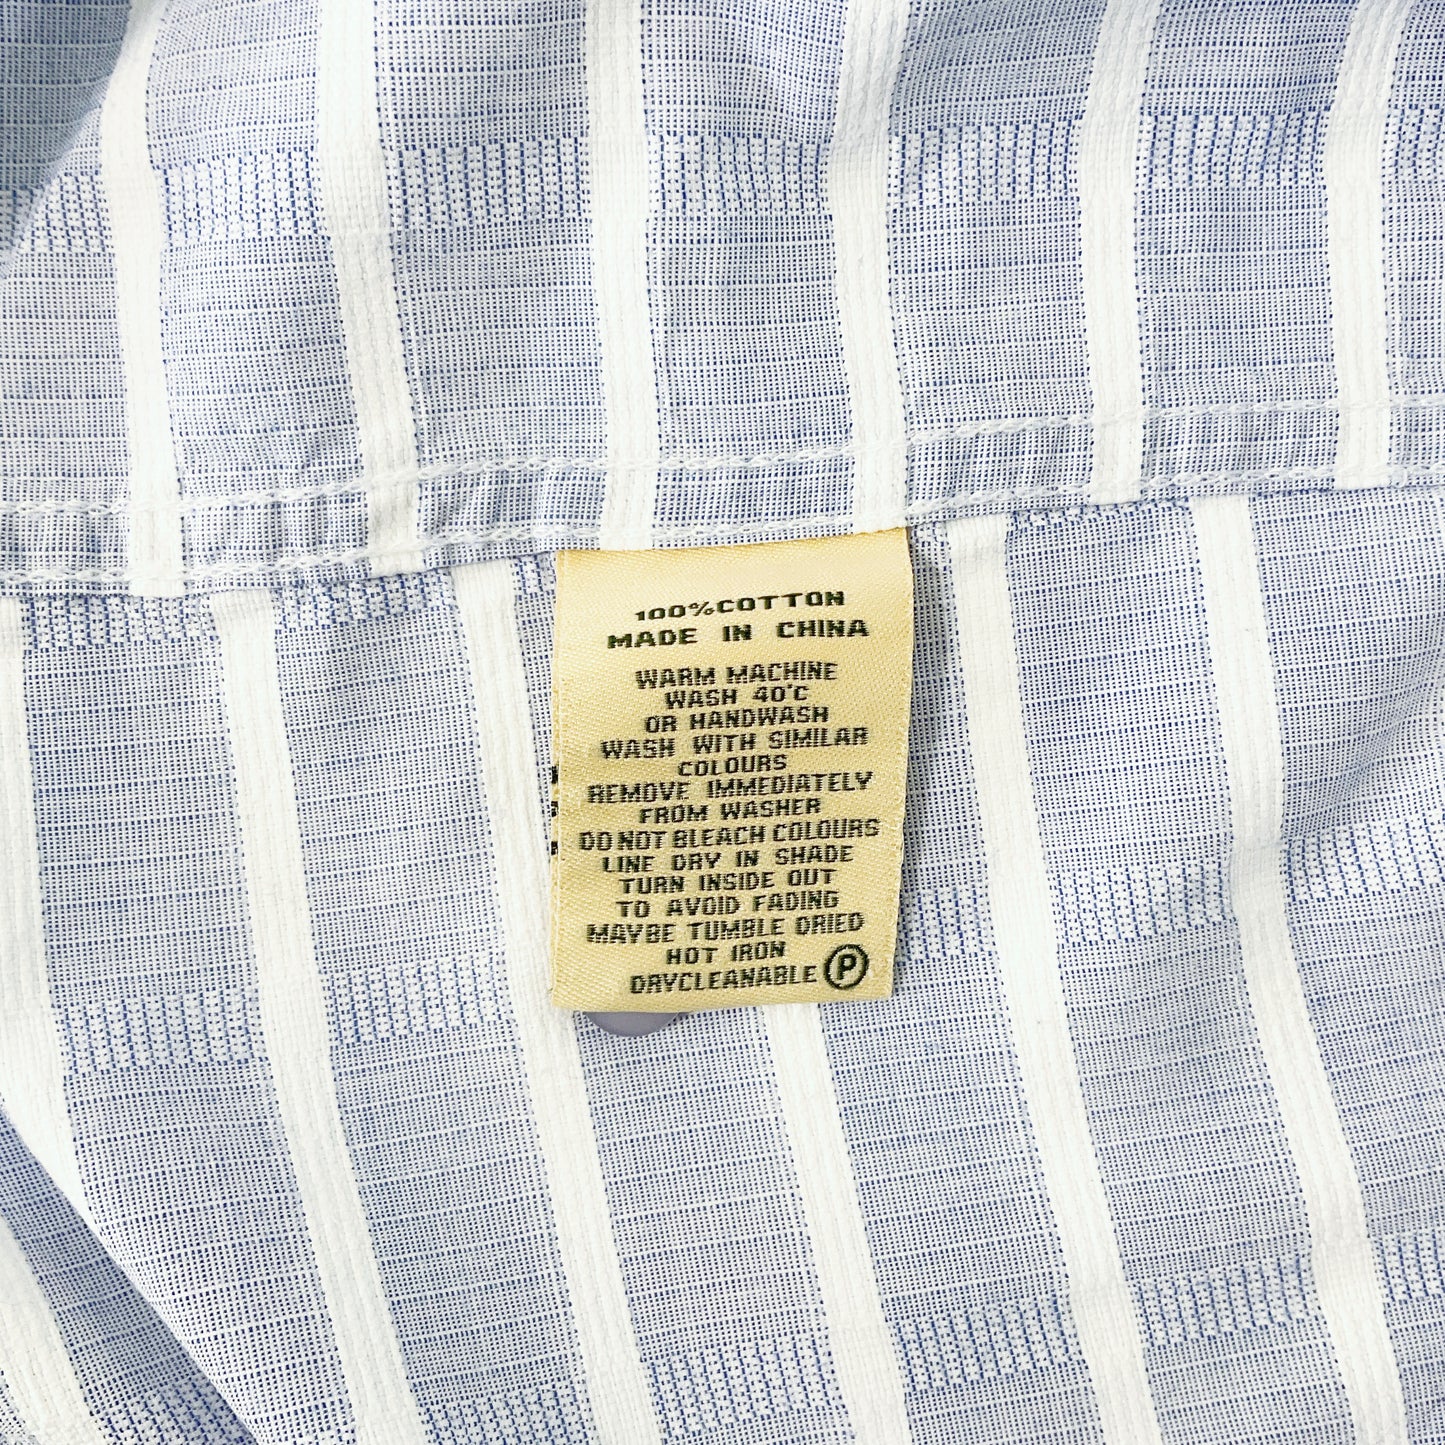 100%COTTON
MADE IN CHINA
WARM MACHINE
WASH 40°C
OR HANDWASH
WASH WITH SIMILAR
COLOURS
REMOVE IMMEDIATELY
FROM WASHER
DO NOT BLEACH COLOURS
LINE DRY IN SHADE
TURN INSIDE OUT
TO AVOID FADING
MAYBE TUMBLE DRIED
HOT IRON
DRYCLEANABLE P